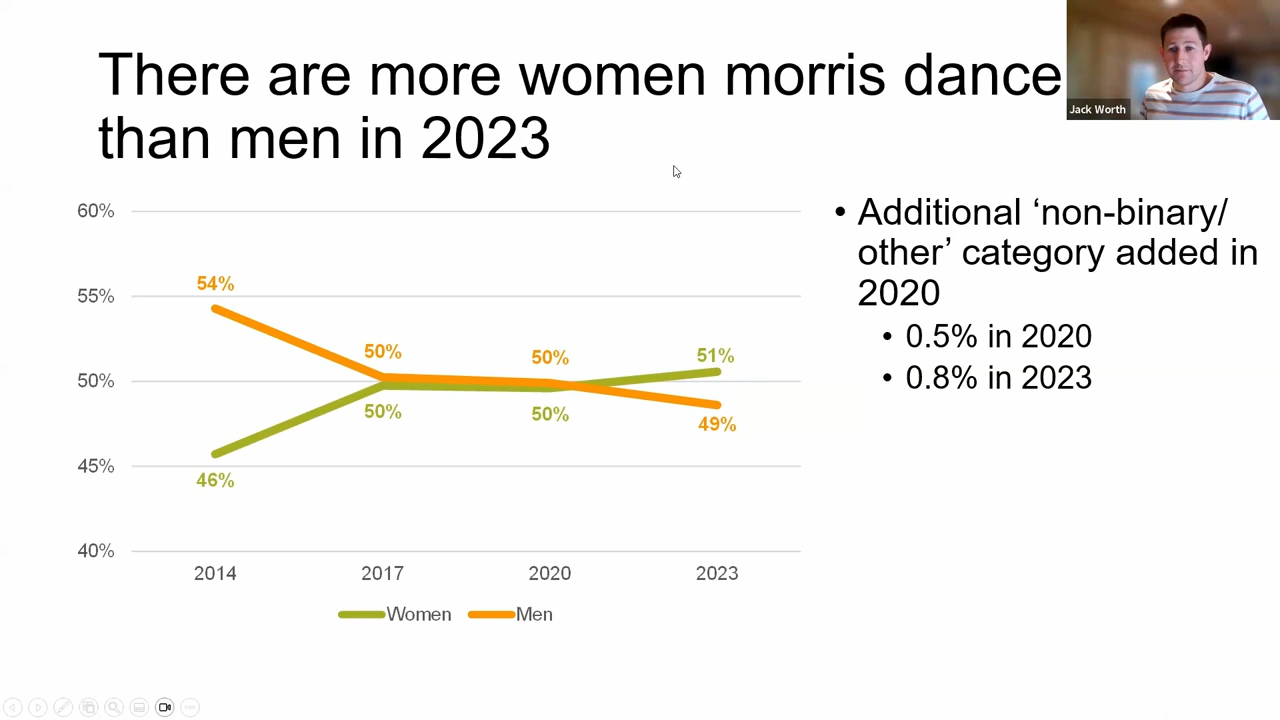 There are more women morris dance
than men in 2023
Jack Worth
60%
55%
50%
45%
40%
54%
50%
50%
51%
46%
50%
50%
49%
2014
2017
2020
2023
Women
Men
• Additional ‘non-binary/
other’ category added in
2020
• 0.5% in 2020
• 0.8% in 2023